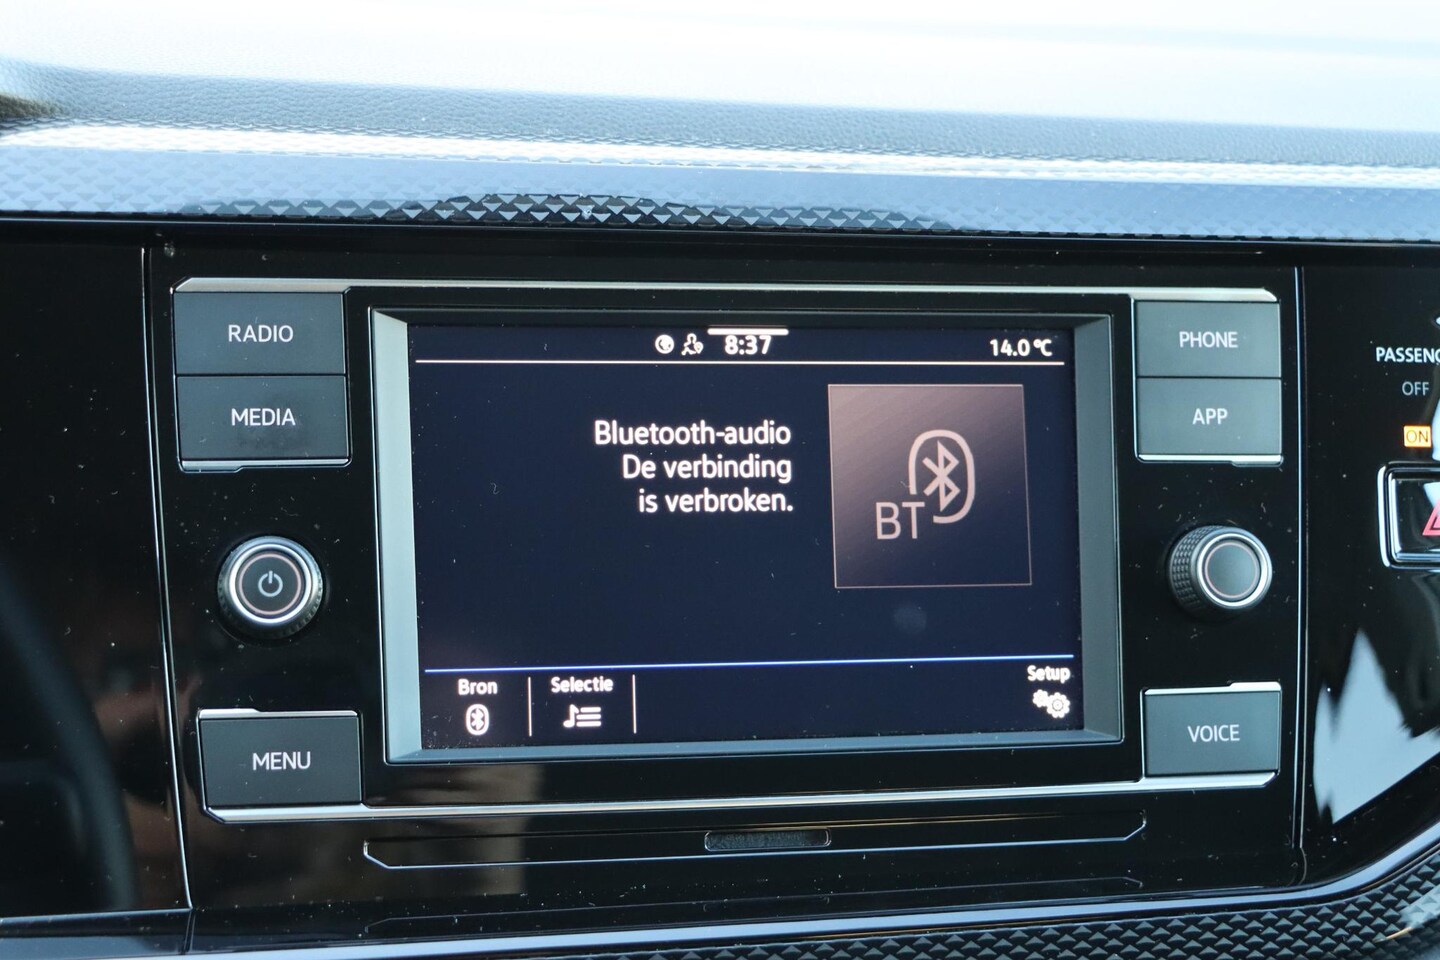 RADIO
MEDIA
MENU
8:37
14.0°C
Bluetooth-audio
De verbinding
is verbroken.
BT
Bron
Selectie
Setup
PHONE
APP
VOICE
OFF
ON